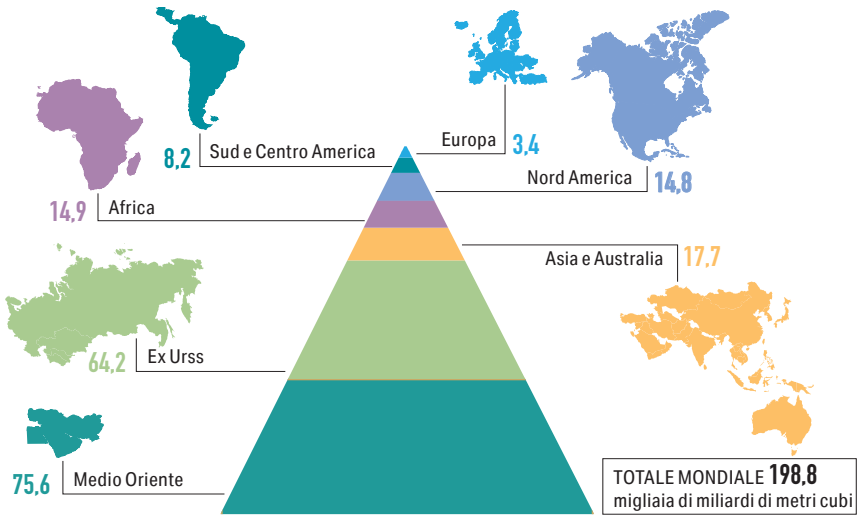 Europa 3,4
8,2 Sud e Centro America
Nord America 14,8
14,9 Africa
Asia e Australia 17,7
64,2 Ex Urss
75,6 Medio Oriente
TOTALE MONDIALE 198,8
migliaia di miliardi di metri cubi